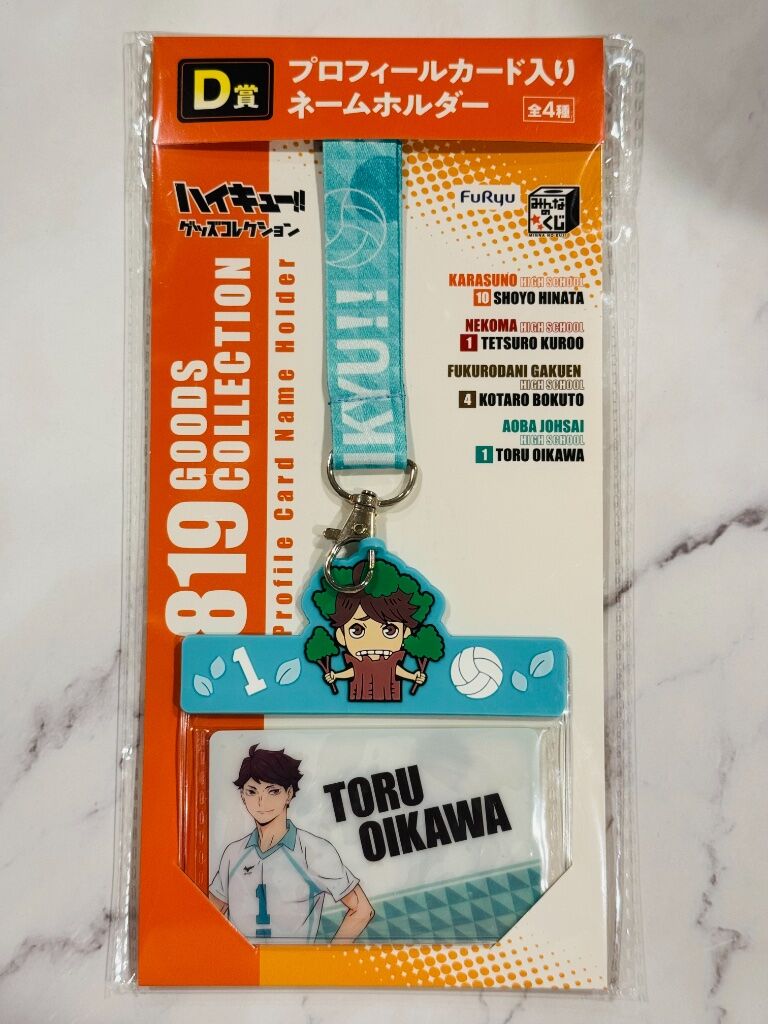 D賞
プロフィールカード入り
ネームホルダー
全4種
ハイキュー!!
グッズコレクション
FuRyu
みんなのくじ
MINNA NO KUJI
819 GOODS
COLLECTION
Profile Card Name Holder
IKYU!!
KARASUNO HIGH SCHOOL
10 SHOYO HINATA
NEKOMA HIGH SCHOOL
1 TETSURO KUROO
FUKURODANI GAKUEN
HIGH SCHOOL
4 KOTARO BOKUTO
AOBA JOHSAI
HIGH SCHOOL
1 TORU OIKAWA
1
TORU
OIKAWA
1